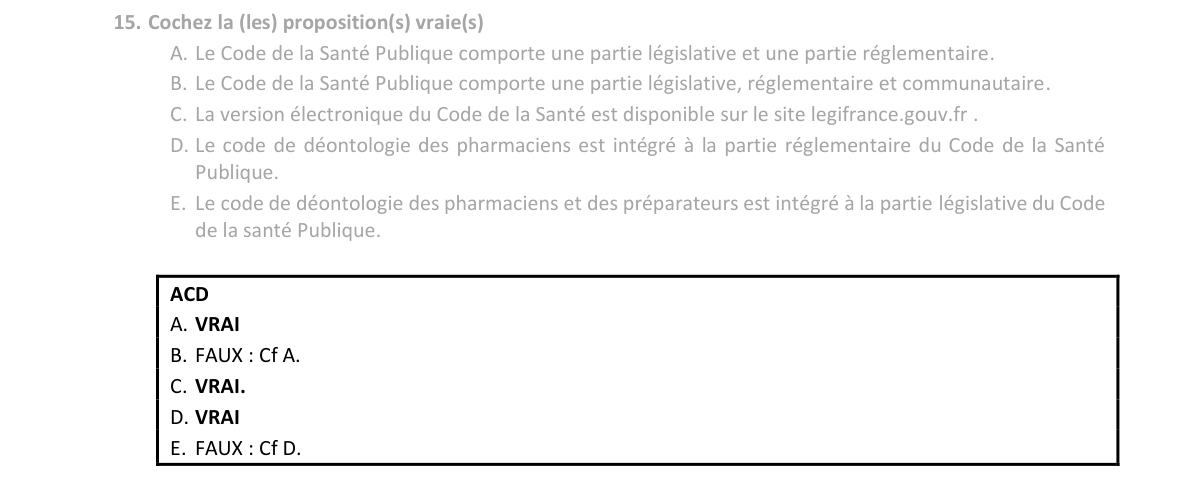 15. Cochez la (les) proposition(s) vraie(s)
A. Le Code de la Santé Publique comporte une partie législative et une partie réglementaire.
B. Le Code de la Santé Publique comporte une partie législative, réglementaire et communautaire.
C. La version électronique du Code de la Santé est disponible sur le site legifrance.gouv.fr .
D. Le code de déontologie des pharmaciens est intégré à la partie réglementaire du Code de la Santé
Publique.
E. Le code de déontologie des pharmaciens et des préparateurs est intégré à la partie législative du Code
de la santé Publique.
ACD
A. VRAI
B. FAUX : Cf A.
C. VRAI.
D. VRAI
E. FAUX : Cf D.